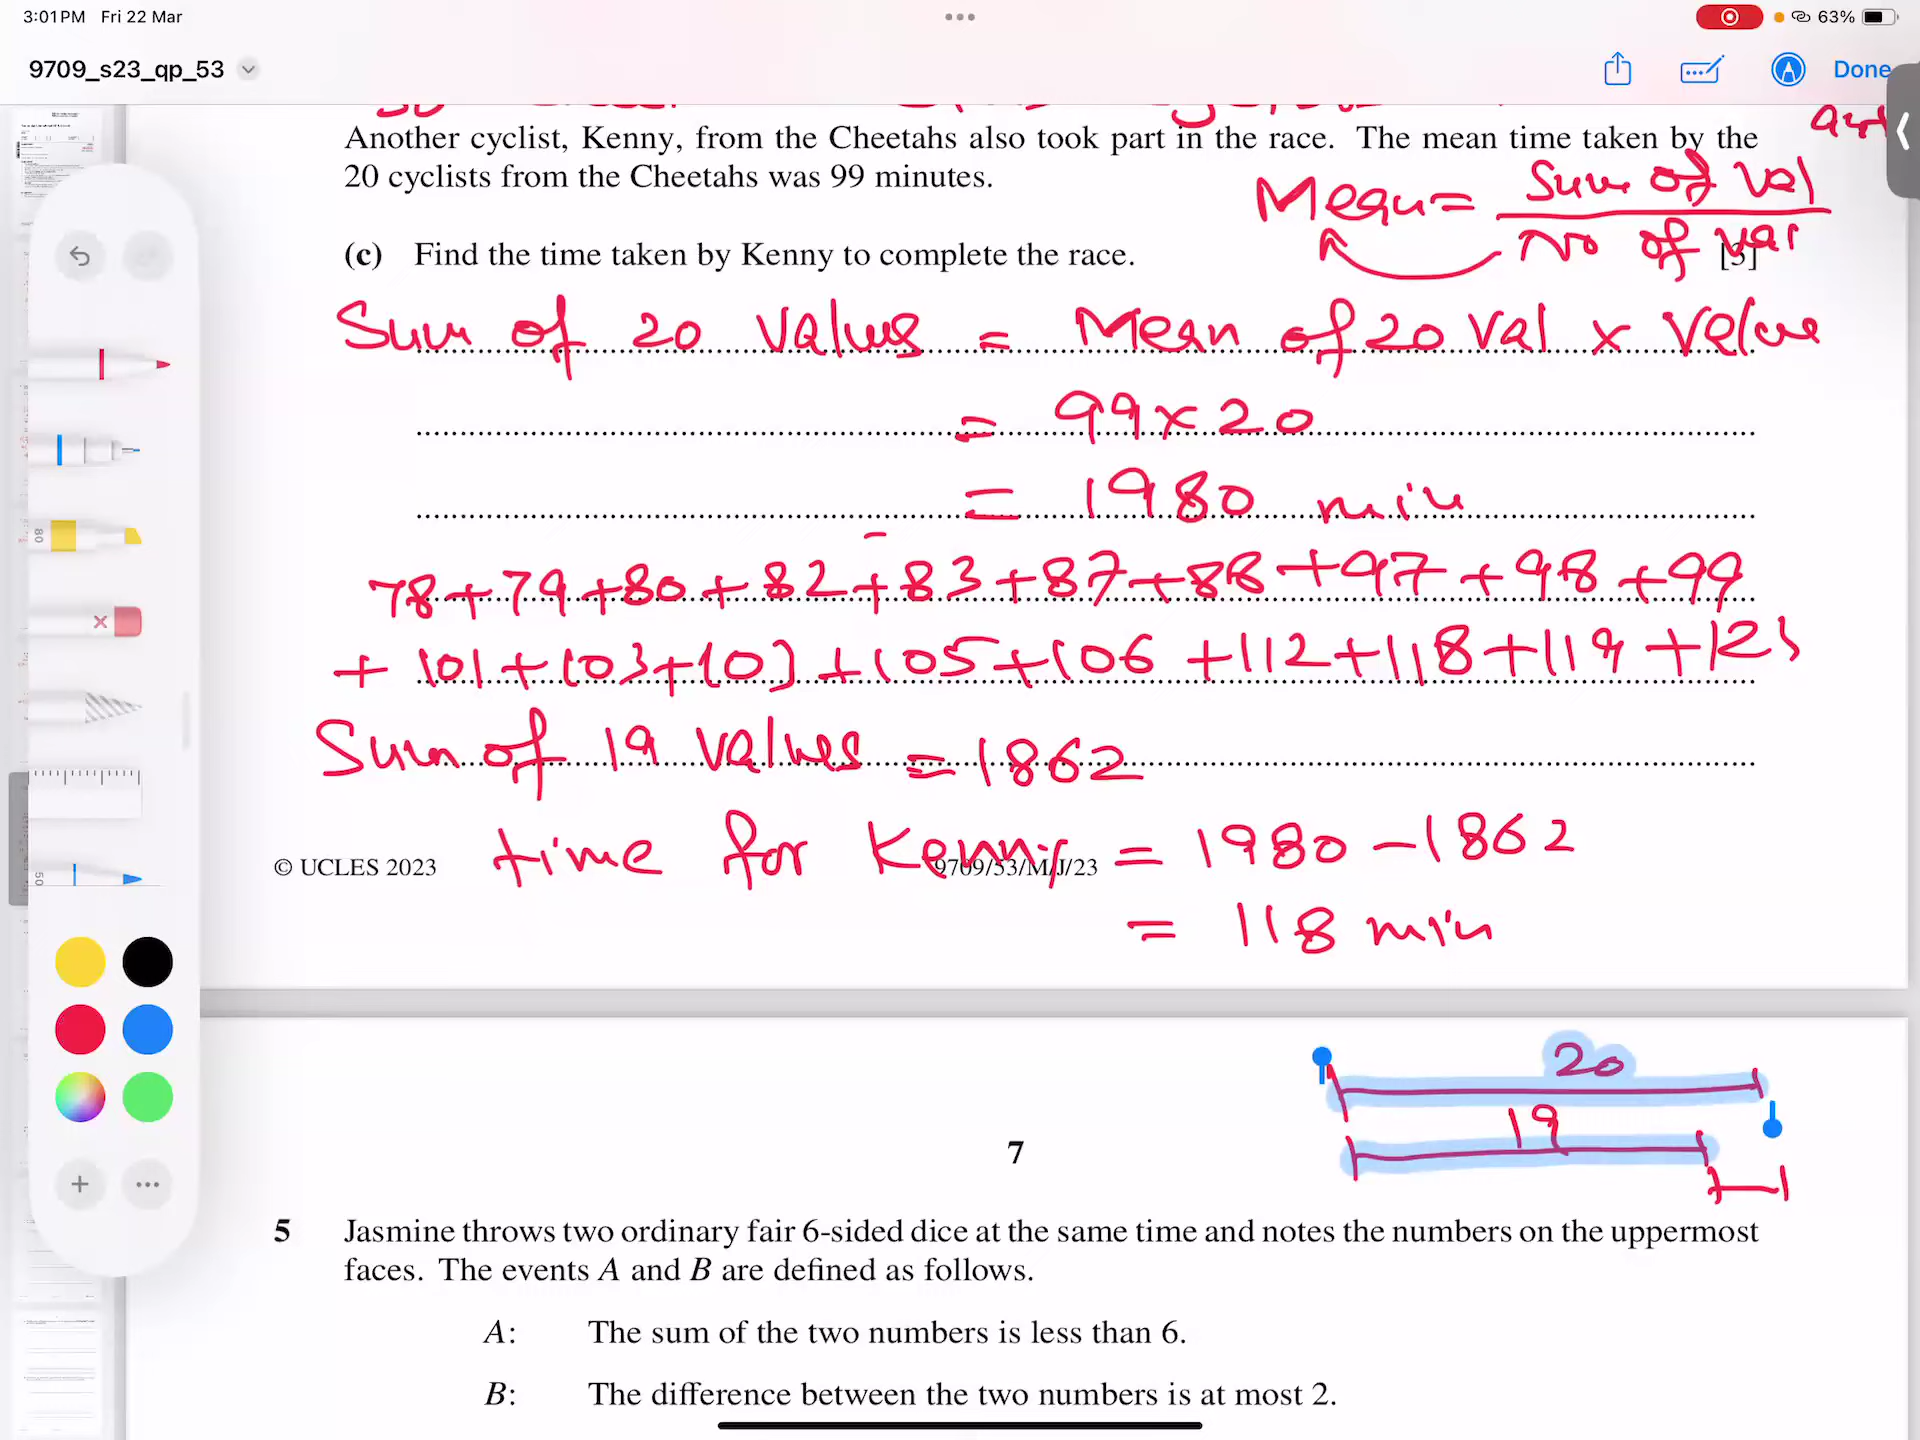 3:01PM Fri 22 Mar
63%
9709_s23_qp_53
Done
Another cyclist, Kenny, from the Cheetahs also took part in the race. The mean time taken by the
20 cyclists from the Cheetahs was 99 minutes.
Mean = Sum of val
No of val
(c) Find the time taken by Kenny to complete the race. [3]
Sum of 20 values = Mean of 20 val x Value
= 99 x 20
= 1980 min
78+79+80+82+83+87+88+97+98+99
+101+103+103+105+106+112+118+119+123
Sum of 19 values = 1862
time for Kenny = 1980 - 1862
© UCLES 2023
9709/53/M/J/23
= 118 min
20
19
7
5 Jasmine throws two ordinary fair 6-sided dice at the same time and notes the numbers on the uppermost
faces. The events A and B are defined as follows.
A: The sum of the two numbers is less than 6.
B: The difference between the two numbers is at most 2.
80
50